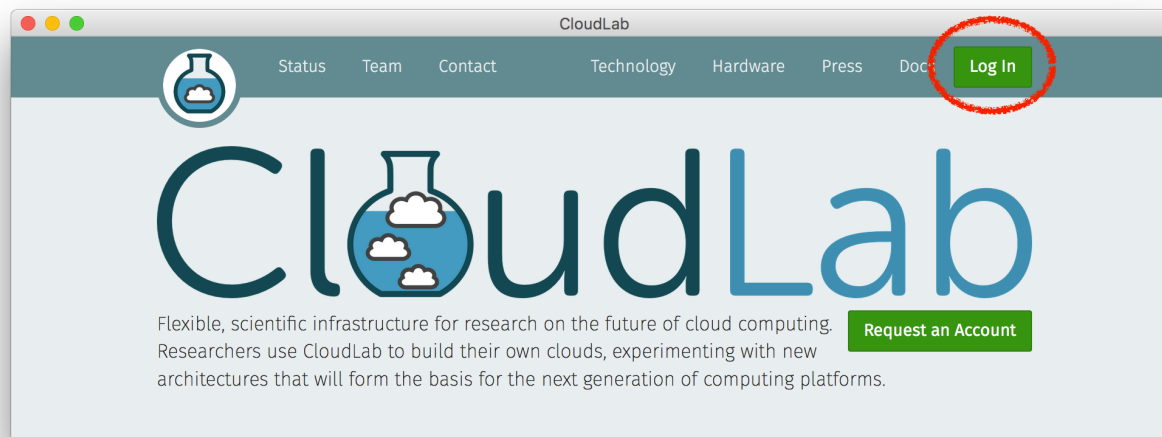 CloudLab
Status Team Contact Technology Hardware Press Doc Log In
CloudLab
Flexible, scientific infrastructure for research on the future of cloud computing.
Request an Account
Researchers use CloudLab to build their own clouds, experimenting with new
architectures that will form the basis for the next generation of computing platforms.